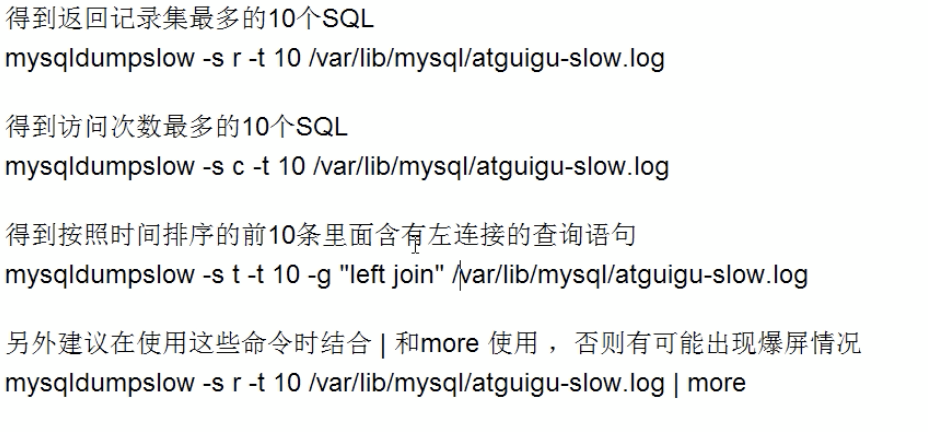 得到返回记录集最多的10个SQL
mysqldumpslow -s r -t 10 /var/lib/mysql/atguigu-slow.log
得到访问次数最多的10个SQL
mysqldumpslow -s c -t 10 /var/lib/mysql/atguigu-slow.log
得到按照时间排序的前10条里面含有左连接的查询语句
mysqldumpslow -s t -t 10 -g "left join" /var/lib/mysql/atguigu-slow.log
另外建议在使用这些命令时结合 | 和more 使用 ，否则有可能出现爆屏情况
mysqldumpslow -s r -t 10 /var/lib/mysql/atguigu-slow.log | more